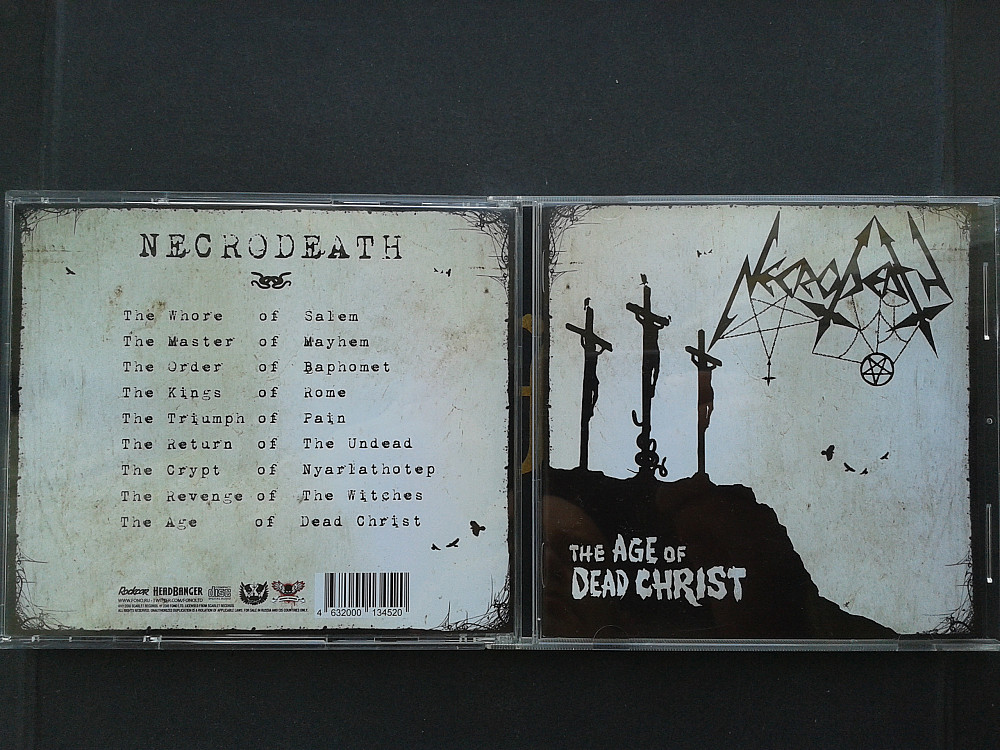 NECRODEATH
The Whore of Salem
The Master of Mayhem
The Order of Baphomet
The Kings of Rome
The Triumph of Pain
The Return of The Undead
The Crypt of Nyarlathotep
The Revenge of The Witches
The Age of Dead Christ
HEADBANGER
disc
4 632000 134520
NECRODEATH
THE AGE OF
DEAD CHRIST